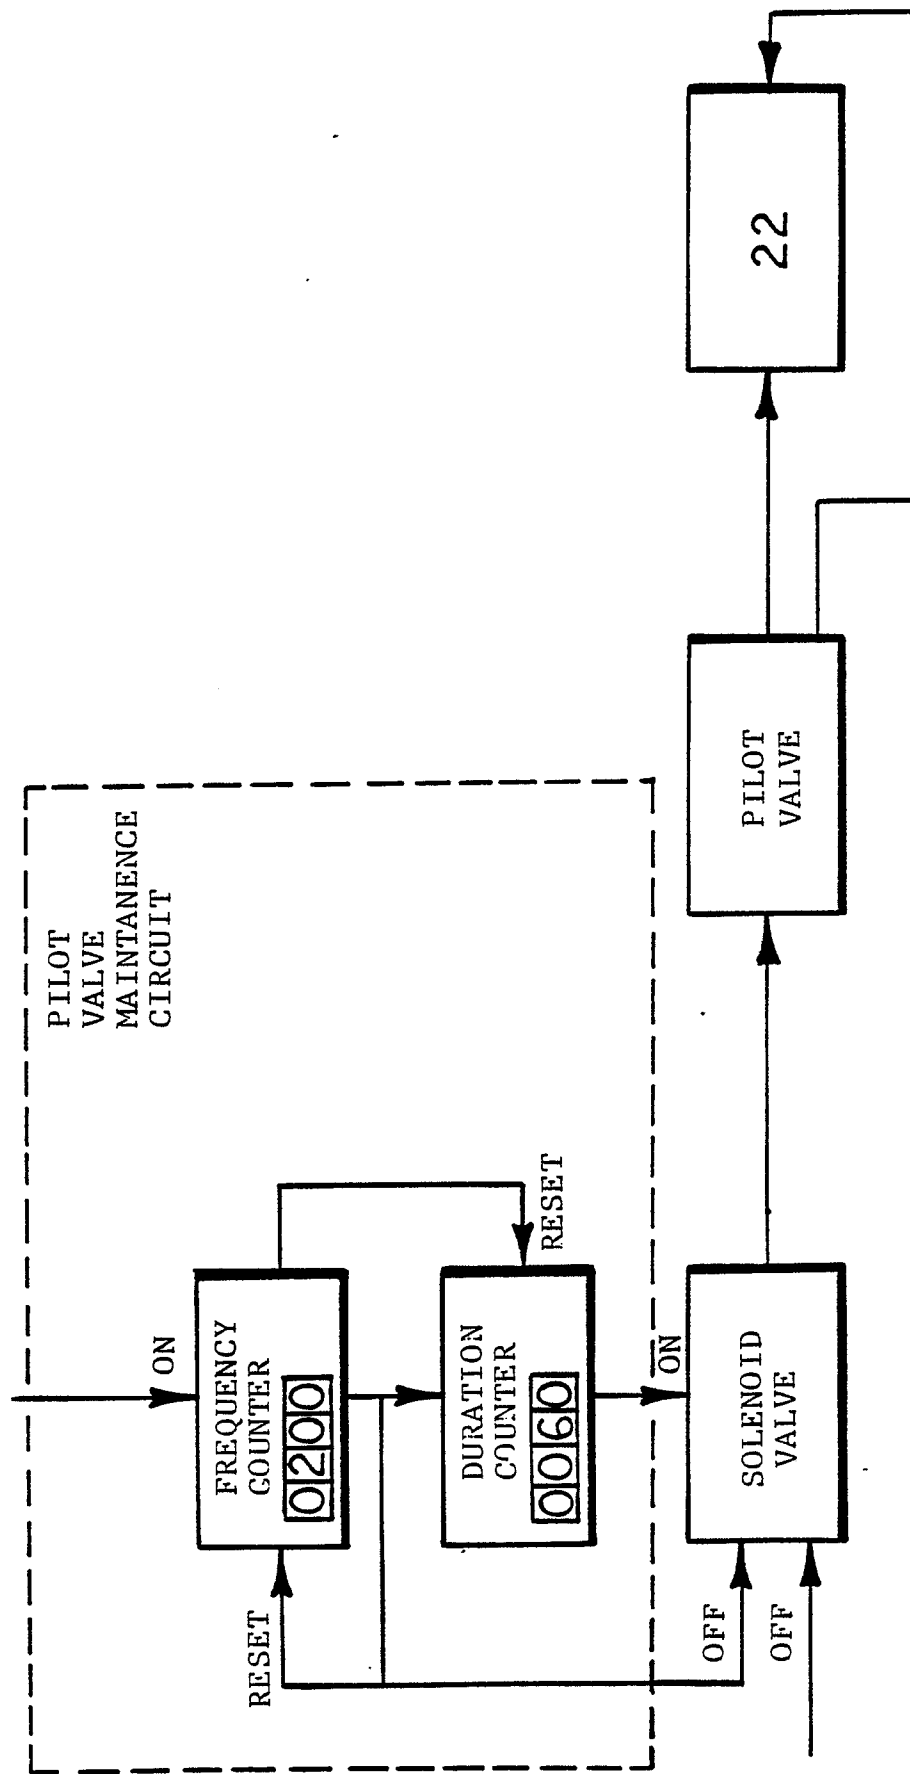 PILOT
VALVE
MAINTANENCE
CIRCUIT
ON
FREQUENCY
COUNTER
0200
RESET
RESET
DURATION
COUNTER
0060
ON
OFF
OFF
SOLENOID
VALVE
PILOT
VALVE
22